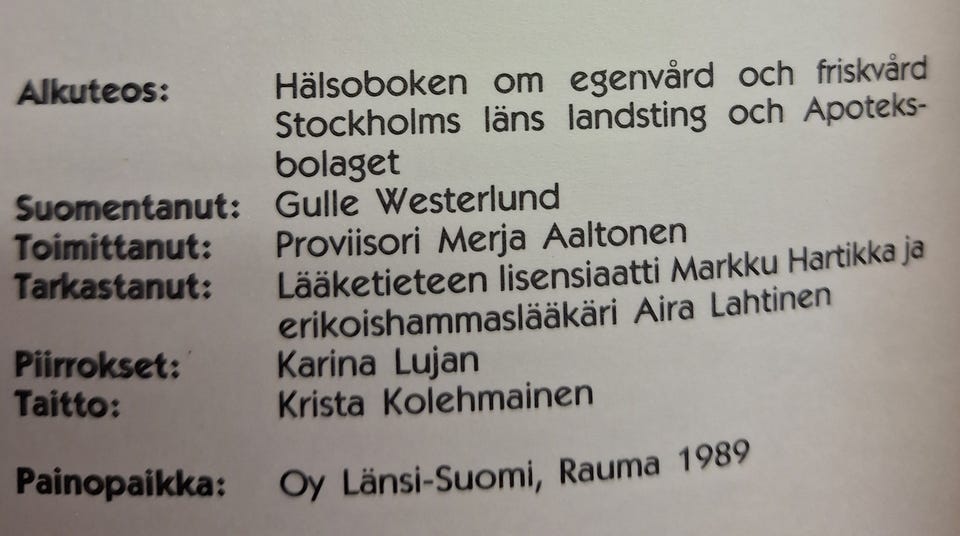 Alkuteos: Hälsoboken om egenvård och friskvård
Stockholms läns landsting och Apoteks-
bolaget
Suomentanut: Gulle Westerlund
Toimittanut: Proviisori Merja Aaltonen
Tarkastanut: Lääketieteen lisensiaatti Markku Hartikka ja
erikoishammaslääkäri Aira Lahtinen
Piirrokset: Karina Lujan
Taitto: Krista Kolehmainen
Painopaikka: Oy Länsi-Suomi, Rauma 1989